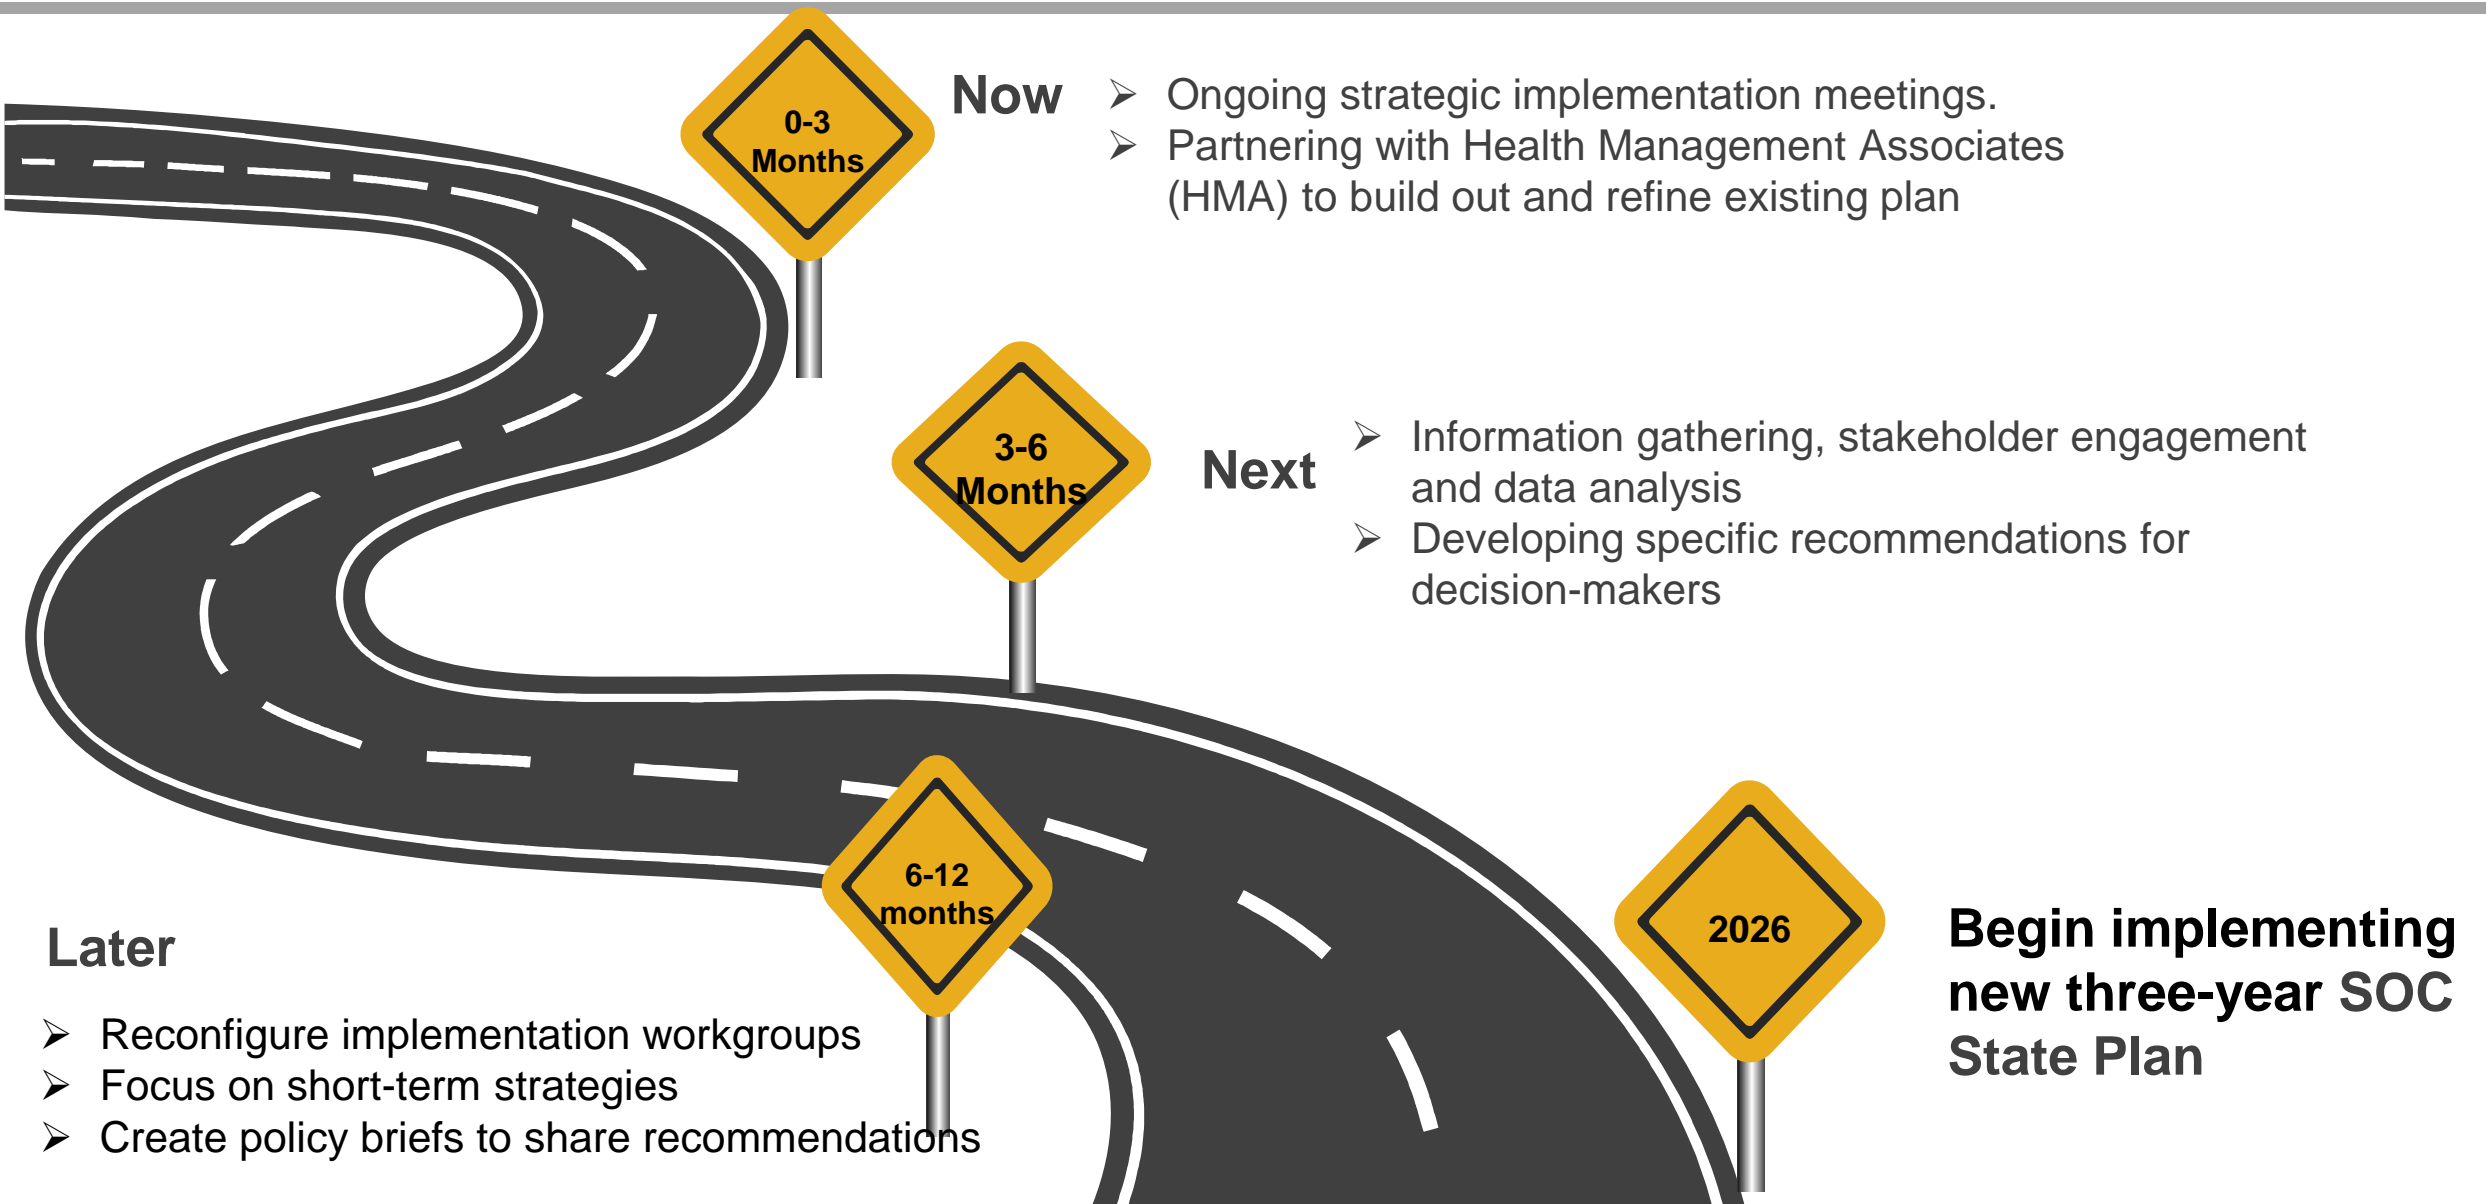 0-3
Months
Now
➢ Ongoing strategic implementation meetings.
➢ Partnering with Health Management Associates
(HMA) to build out and refine existing plan
3-6
Months
Next
➢ Information gathering, stakeholder engagement
and data analysis
➢ Developing specific recommendations for
decision-makers
6-12
months
Later
➢ Reconfigure implementation workgroups
➢ Focus on short-term strategies
➢ Create policy briefs to share recommendations
2026
Begin implementing
new three-year SOC
State Plan